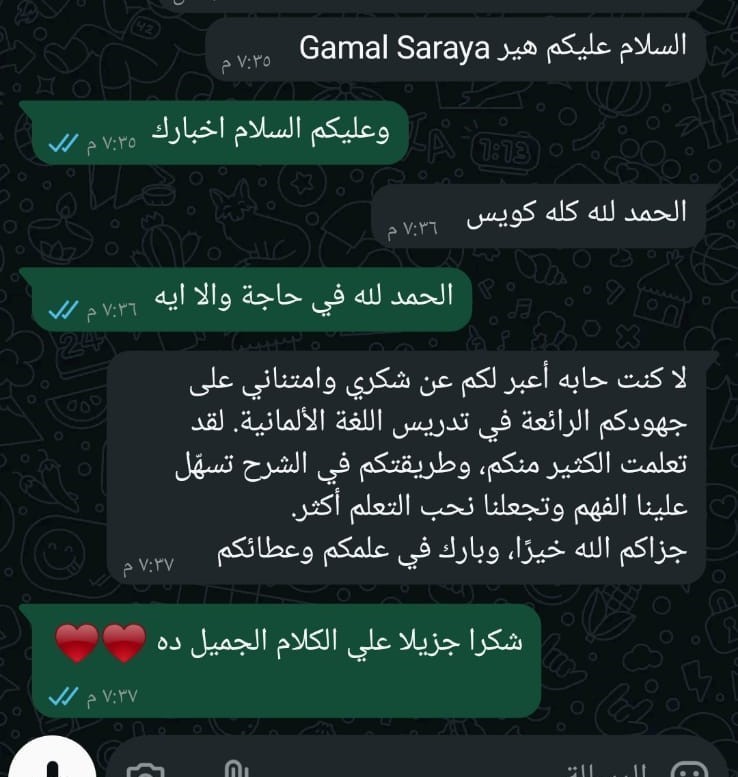 السلام عليكم هير Gamal Saraya
٧:٣٥ م
وعليكم السلام اخبارك
٧:٣٥ م
الحمد لله كله كويس
٧:٣٦ م
الحمد لله في حاجة والا ايه
٧:٣٦ م
لا كنت حابه أعبر لكم عن شكري وامتناني على
جهودكم الرائعة في تدريس اللغة الألمانية. لقد
تعلمت الكثير منكم، وطريقتكم في الشرح تسهّل
علينا الفهم وتجعلنا نحب التعلم أكثر.
جزاكم الله خيرًا، وبارك في علمكم وعطائكم
٧:٣٧ م
شكرا جزيلا علي الكلام الجميل ده ❤️❤️
٧:٣٧ م